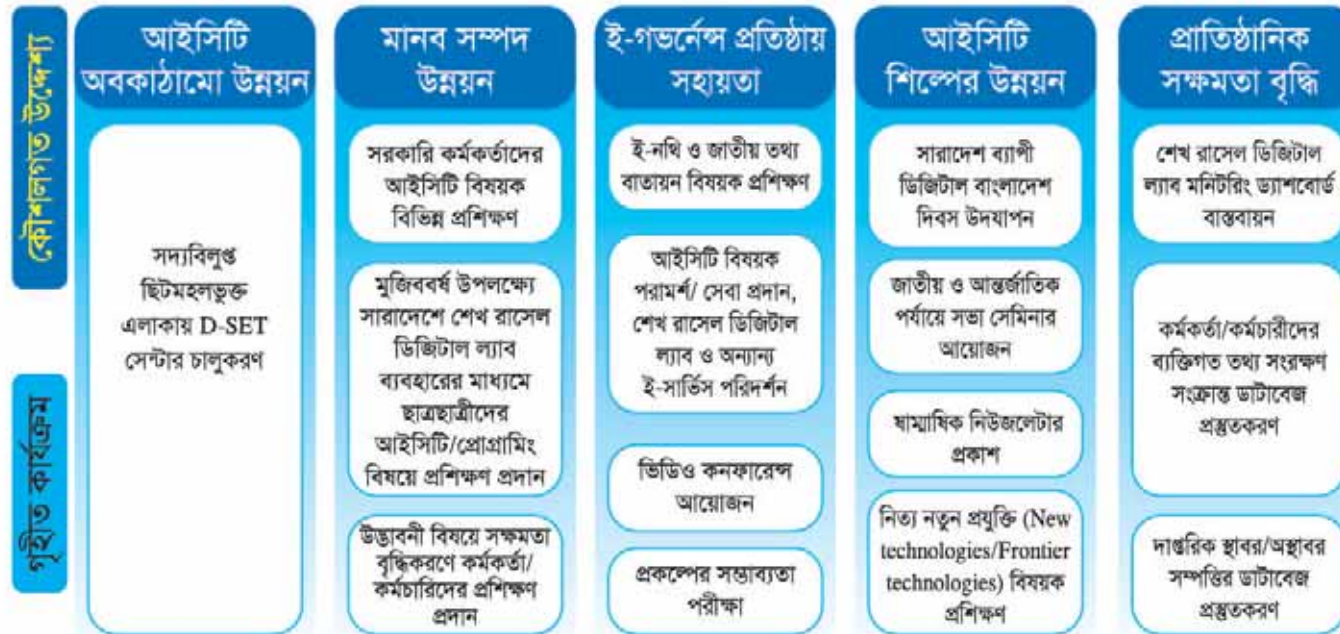 কৌশলগত উদ্দেশ্য
গৃহীত কার্যক্রম
আইসিটি
অবকাঠামো উন্নয়ন
সদ্যবিলুপ্ত
ছিটমহলভুক্ত
এলাকায় D-SET
সেন্টার চালুকরণ
মানব সম্পদ
উন্নয়ন
সরকারি কর্মকর্তাদের
আইসিটি বিষয়ক
বিভিন্ন প্রশিক্ষণ
মুজিববর্ষ উপলক্ষ্যে
সারাদেশে শেখ রাসেল
ডিজিটাল ল্যাব
ব্যবহারের মাধ্যমে
ছাত্রছাত্রীদের
আইসিটি/প্রোগ্রামিং
বিষয়ে প্রশিক্ষণ প্রদান
উদ্ভাবনী বিষয়ে সক্ষমতা
বৃদ্ধিকরণে কর্মকর্তা/
কর্মচারিদের প্রশিক্ষণ
প্রদান
ই-গভর্নেন্স প্রতিষ্ঠায়
সহায়তা
ই-নথি ও জাতীয় তথ্য
বাতায়ন বিষয়ক প্রশিক্ষণ
আইসিটি বিষয়ক
পরামর্শ/ সেবা প্রদান,
শেখ রাসেল ডিজিটাল
ল্যাব ও অন্যান্য
ই-সার্ভিস পরিদর্শন
ভিডিও কনফারেন্স
আয়োজন
প্রকল্পের সম্ভাব্যতা
পরীক্ষা
আইসিটি
শিল্পের উন্নয়ন
সারাদেশ ব্যাপী
ডিজিটাল বাংলাদেশ
দিবস উদযাপন
জাতীয় ও আন্তর্জাতিক
পর্যায়ে সভা সেমিনার
আয়োজন
ষাম্মাষিক নিউজলেটার
প্রকাশ
নিত্য নতুন প্রযুক্তি (New
technologies/Frontier
technologies) বিষয়ক
প্রশিক্ষণ
প্রাতিষ্ঠানিক
সক্ষমতা বৃদ্ধি
শেখ রাসেল ডিজিটাল
ল্যাব মনিটরিং ড্যাশবোর্ড
বাস্তবায়ন
কর্মকর্তা/কর্মচারীদের
ব্যক্তিগত তথ্য সংরক্ষণ
সংক্রান্ত ডাটাবেজ
প্রস্তুতকরণ
দাপ্তরিক স্থাবর/অস্থাবর
সম্পত্তির ডাটাবেজ
প্রস্তুতকরণ